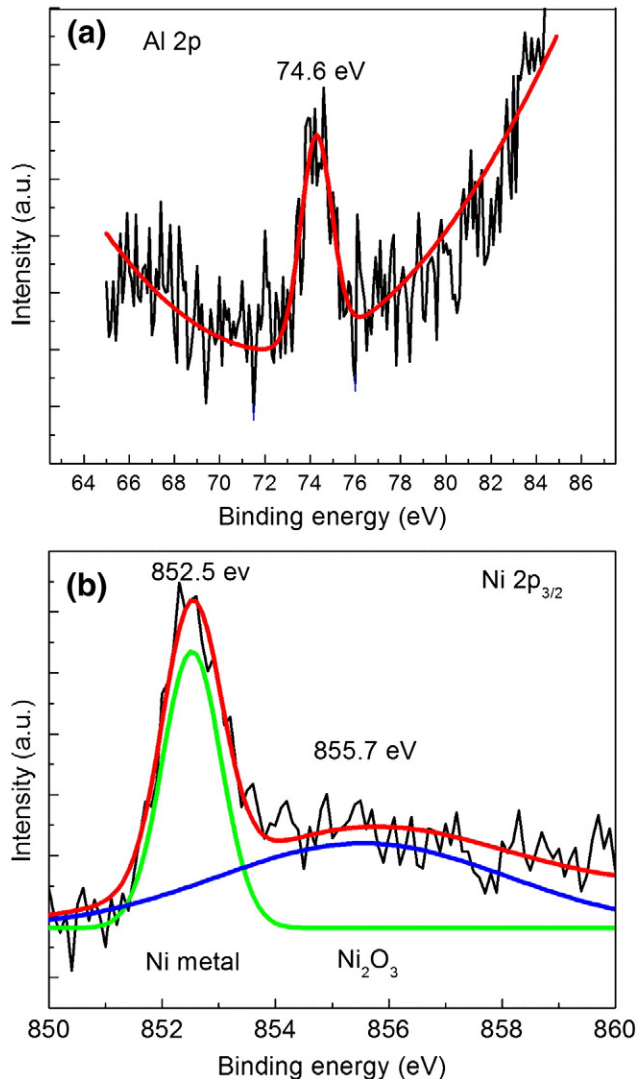 (a)
Al 2p
74.6 eV
Intensity (a.u.)
64 66 68 70 72 74 76 78 80 82 84 86
Binding energy (eV)
(b)
852.5 ev
Ni 2p3/2
855.7 eV
Intensity (a.u.)
Ni metal
Ni2O3
850 852 854 856 858 860
Binding energy (eV)